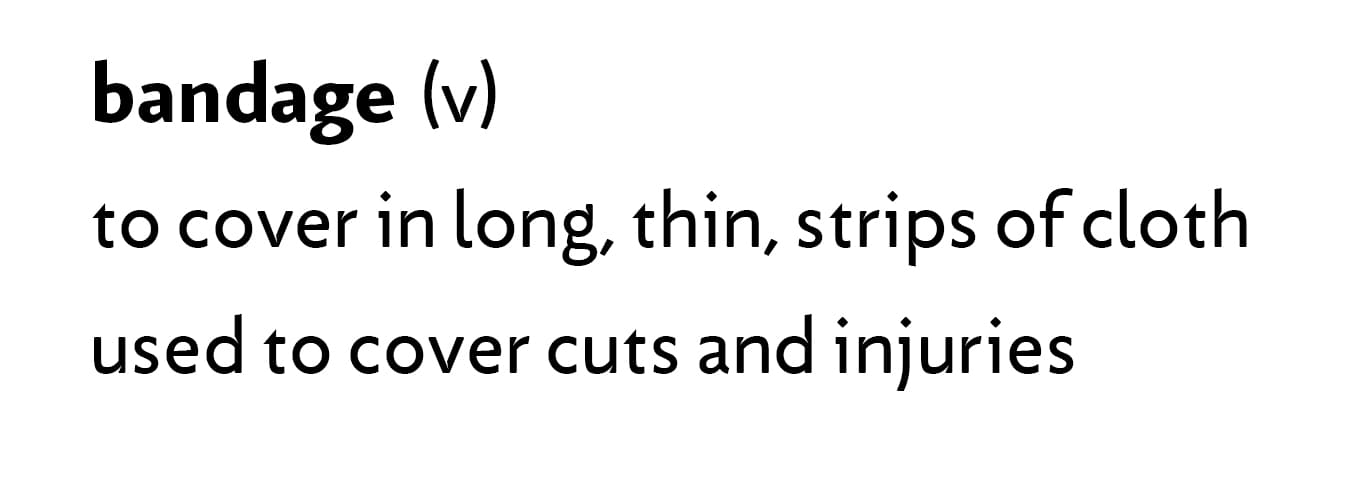 bandage (v)
to cover in long, thin, strips of cloth
used to cover cuts and injuries